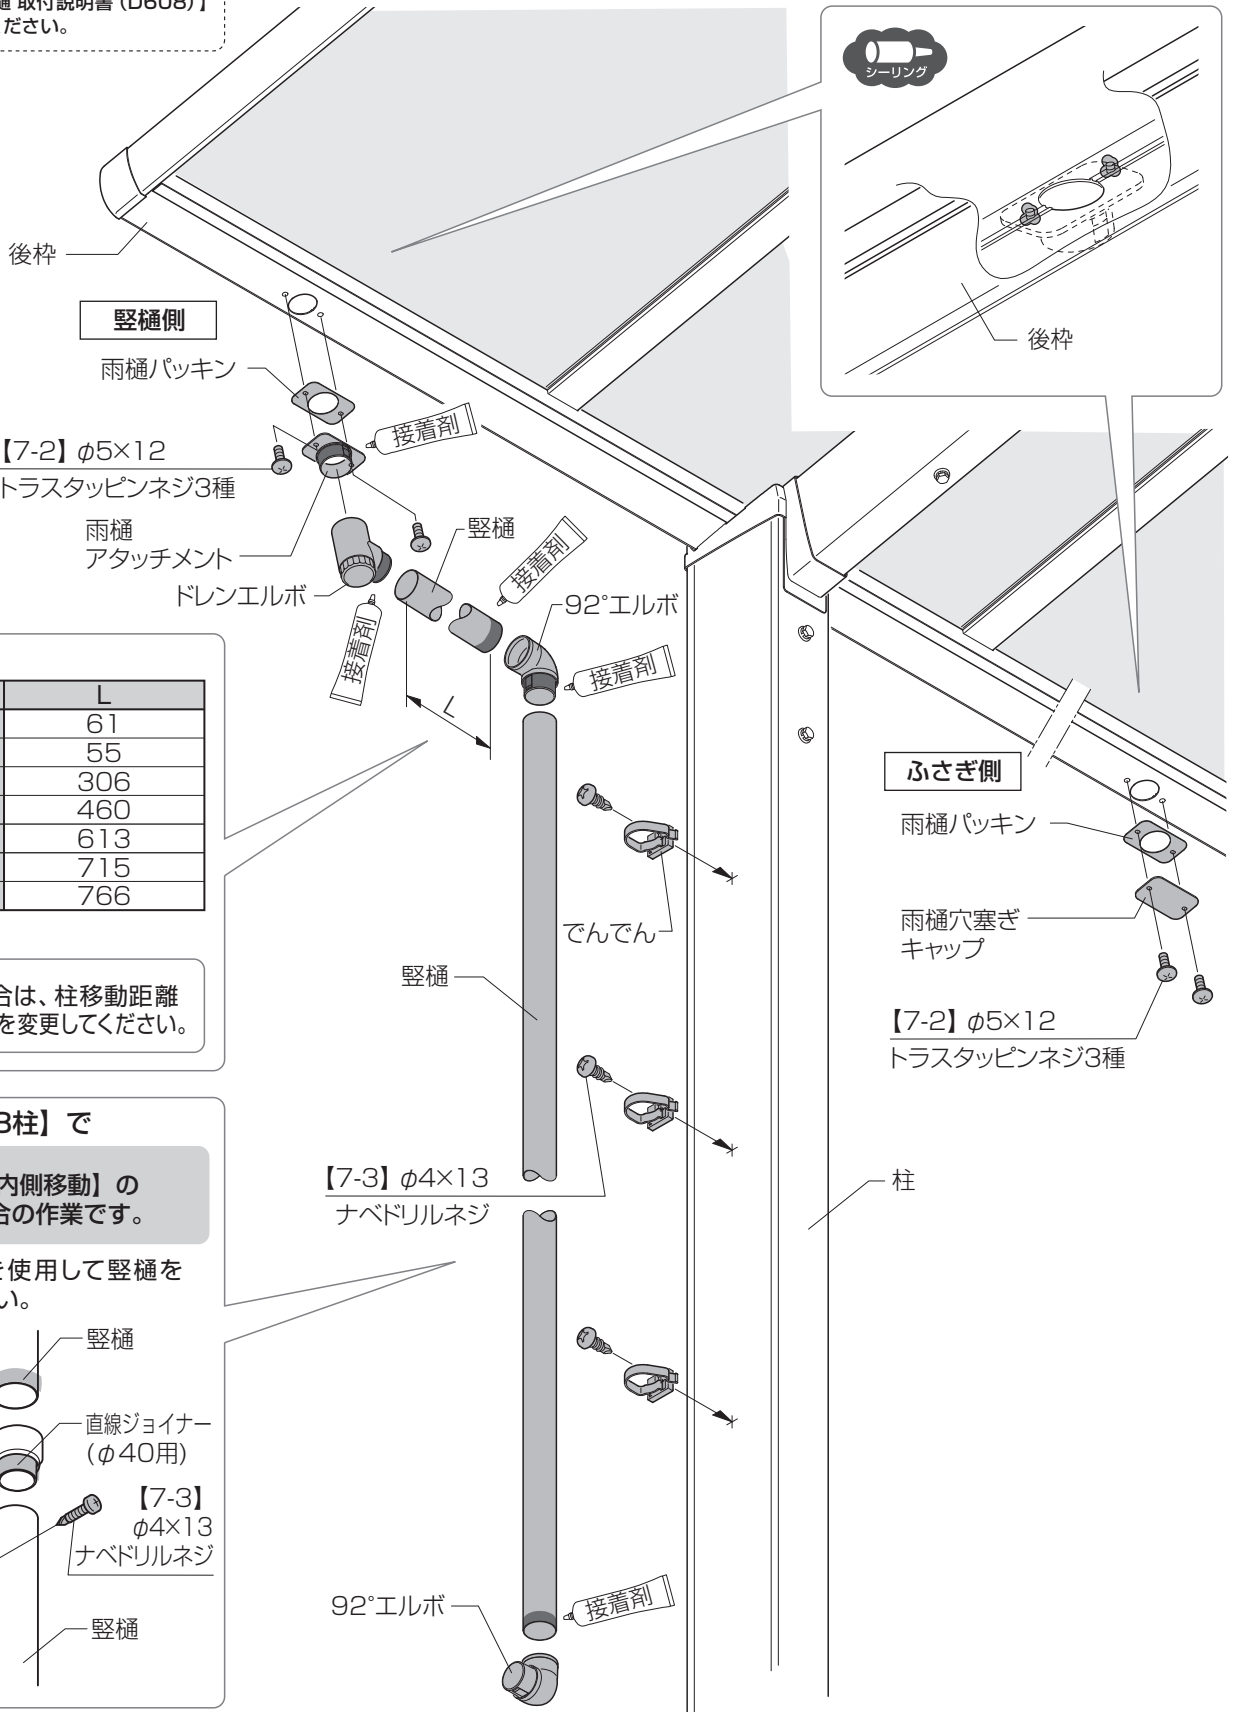 樋 取付説明書（D608）】
ださい。
シーリング
後枠
後枠
竪樋側
雨樋パッキン
接着剤
【7-2】φ5×12
トラスタッピンネジ3種
雨樋
アタッチメント
ドレンエルボ
竪樋
接着剤
接着剤
92°エルボ
接着剤
L
L
61
55
306
460
613
715
766
合は、柱移動距離
を変更してください。
ふさぎ側
雨樋パッキン
雨樋穴塞ぎ
キャップ
【7-2】φ5×12
トラスタッピンネジ3種
でんでん
竪樋
【7-3】φ4×13
ナベドリルネジ
柱
3柱】で
内側移動】の
合の作業です。
を使用して竪樋を
い。
竪樋
直線ジョイナー
(φ40用)
【7-3】
φ4×13
ナベドリルネジ
竪樋
92°エルボ
接着剤